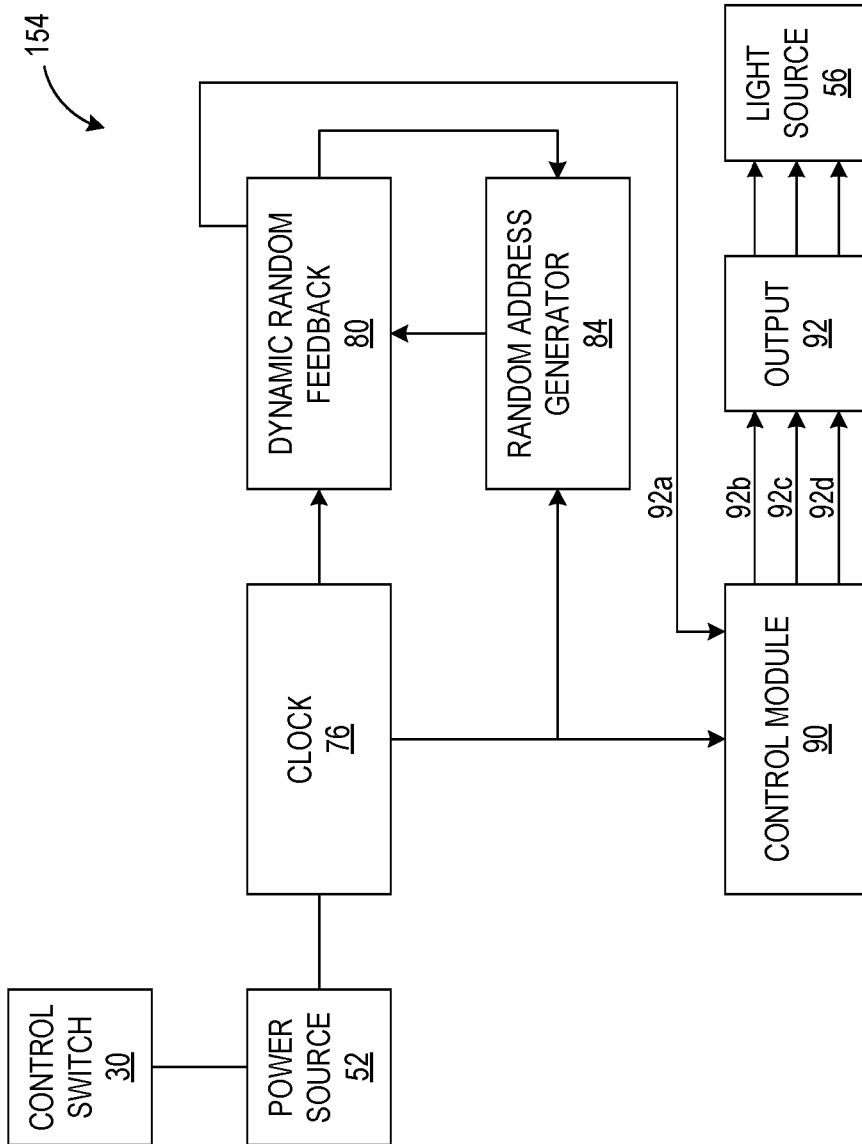 154
CONTROL
SWITCH
30
POWER
SOURCE
52
CLOCK
76
DYNAMIC RANDOM
FEEDBACK
80
RANDOM ADDRESS
GENERATOR
84
CONTROL MODULE
90
92a
92b
92c
92d
OUTPUT
92
LIGHT
SOURCE
56